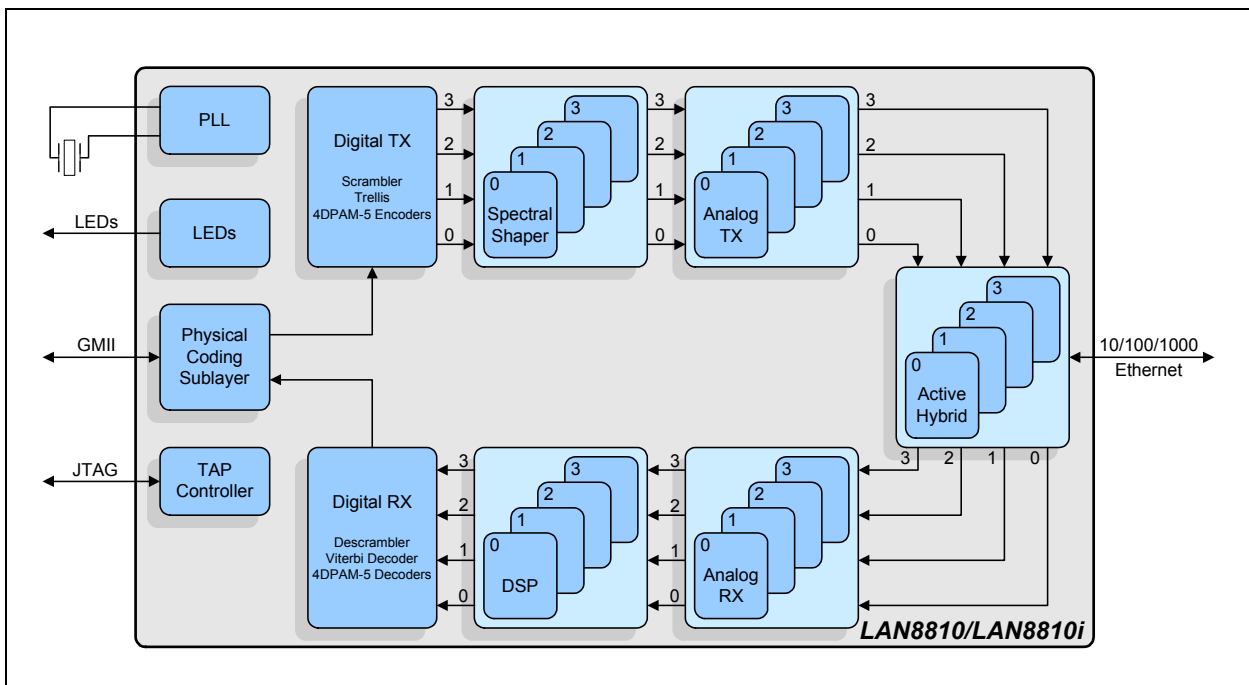 PLL
LEDs
LEDs
GMII
Physical
Coding
Sublayer
JTAG
TAP
Controller
Digital TX
Scrambler
Trellis
4DPAM-5 Encoders
3
2
1
0
3
2
1
0
Spectral
Shaper
3
2
1
0
3
2
1
0
Analog
TX
3
2
1
0
3
2
1
0
Active
Hybrid
10/100/1000
Ethernet
3
2
1
0
3
2
1
0
Analog
RX
3
2
1
0
3
2
1
0
DSP
3
2
1
0
Digital RX
Descrambler
Viterbi Decoder
4DPAM-5 Decoders
LAN8810/LAN8810i